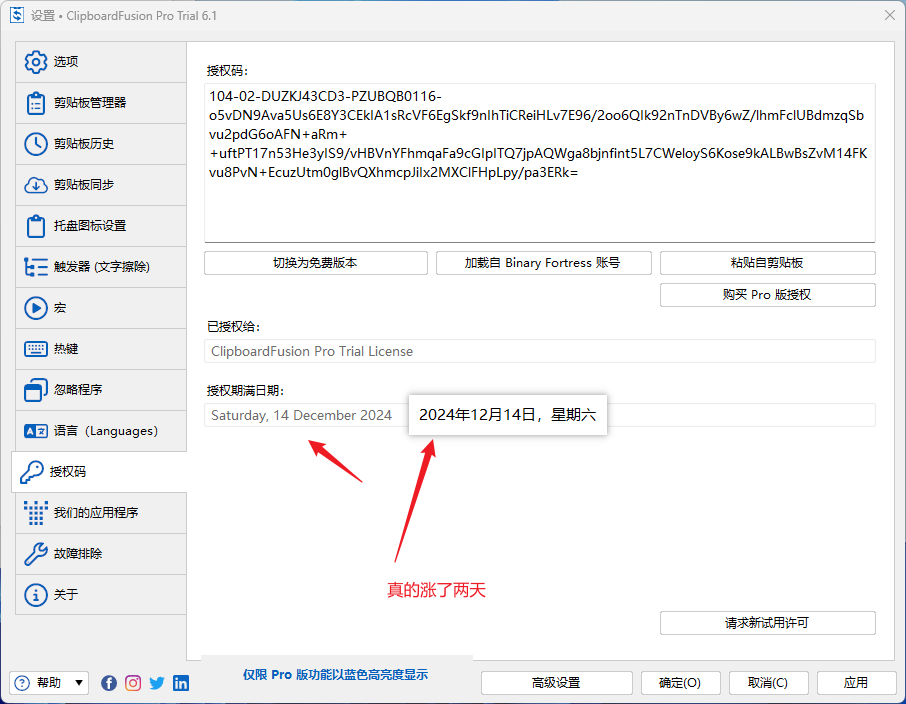 设置 • ClipboardFusion Pro Trial 6.1
选项
剪贴板管理器
剪贴板历史
剪贴板同步
托盘图标设置
触发器 (文字擦除)
宏
热键
忽略程序
语言（Languages）
授权码
我们的应用程序
故障排除
关于
授权码:
104-02-DUZKJ43CD3-PZUBQB0116-
o5vDN9Ava5Us6E8Y3CEkIA1sRcVF6EgSkf9nIhTiCReiHLv7E96/2oo6QIk92nTnDVBy6wZ/lhmFclUBdmzqSb
vu2pdG6oAFN+aRm+
+uftPT17n53He3yIS9/vHBVnYFhmqaFa9cGIplTQ7jpAQWga8bjnfint5L7CWeloyS6Kose9kALBwBsZvM14FK
vu8PvN+EcuzUtm0glBvQXhmcpJilx2MXClFHpLpy/pa3ERk=
切换为免费版本
加载自 Binary Fortress 账号
粘贴自剪贴板
购买 Pro 版授权
已授权给:
ClipboardFusion Pro Trial License
授权期满日期:
Saturday, 14 December 2024
2024年12月14日，星期六
真的涨了两天
请求新试用许可
仅限 Pro 版功能以蓝色高亮度显示
帮助
高级设置
确定(O)
取消(C)
应用